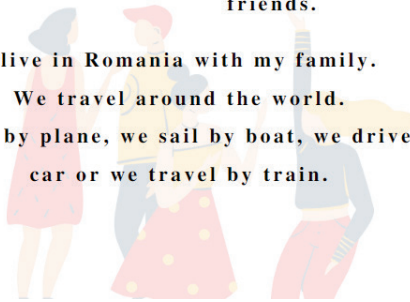 friends.
live in Romania with my family.
We travel around the world.
by plane, we sail by boat, we drive
car or we travel by train.